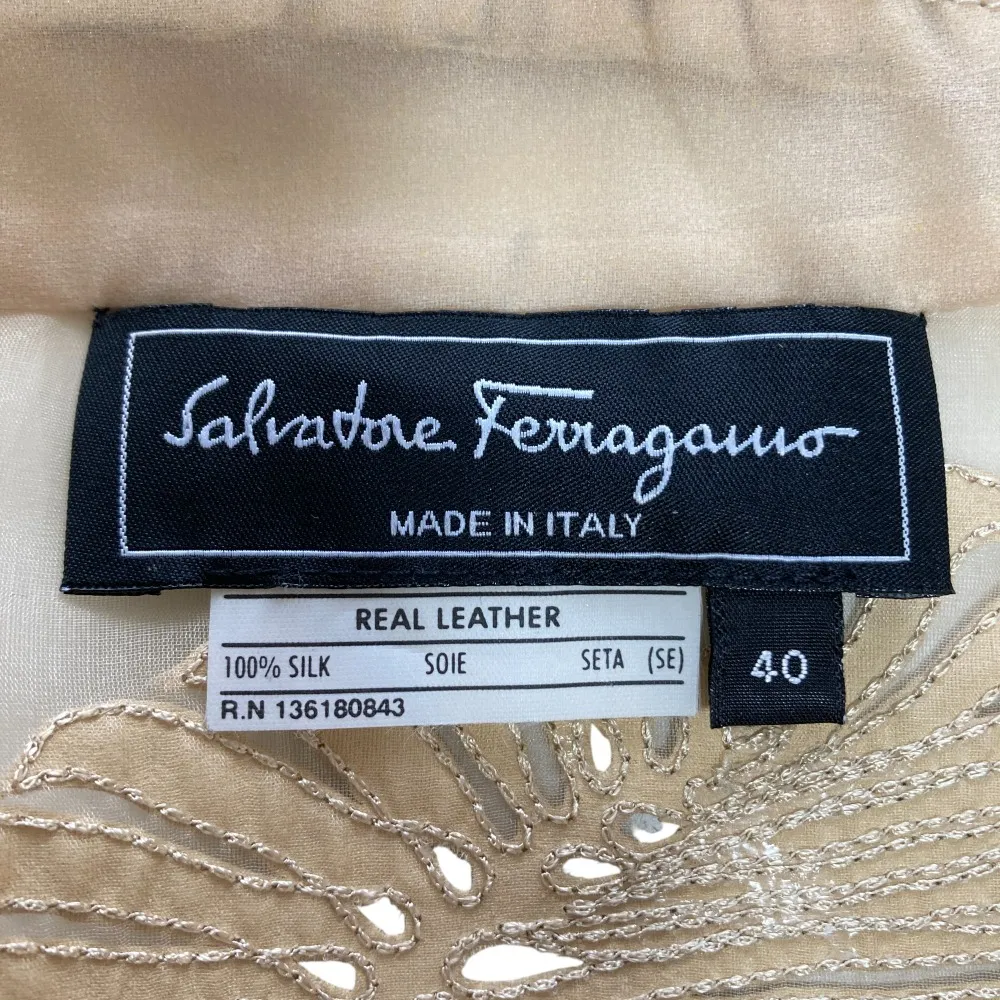 Salvatore Ferragamo
MADE IN ITALY
REAL LEATHER
100% SILK SOIE SETA (SE)
R.N 136180843
40